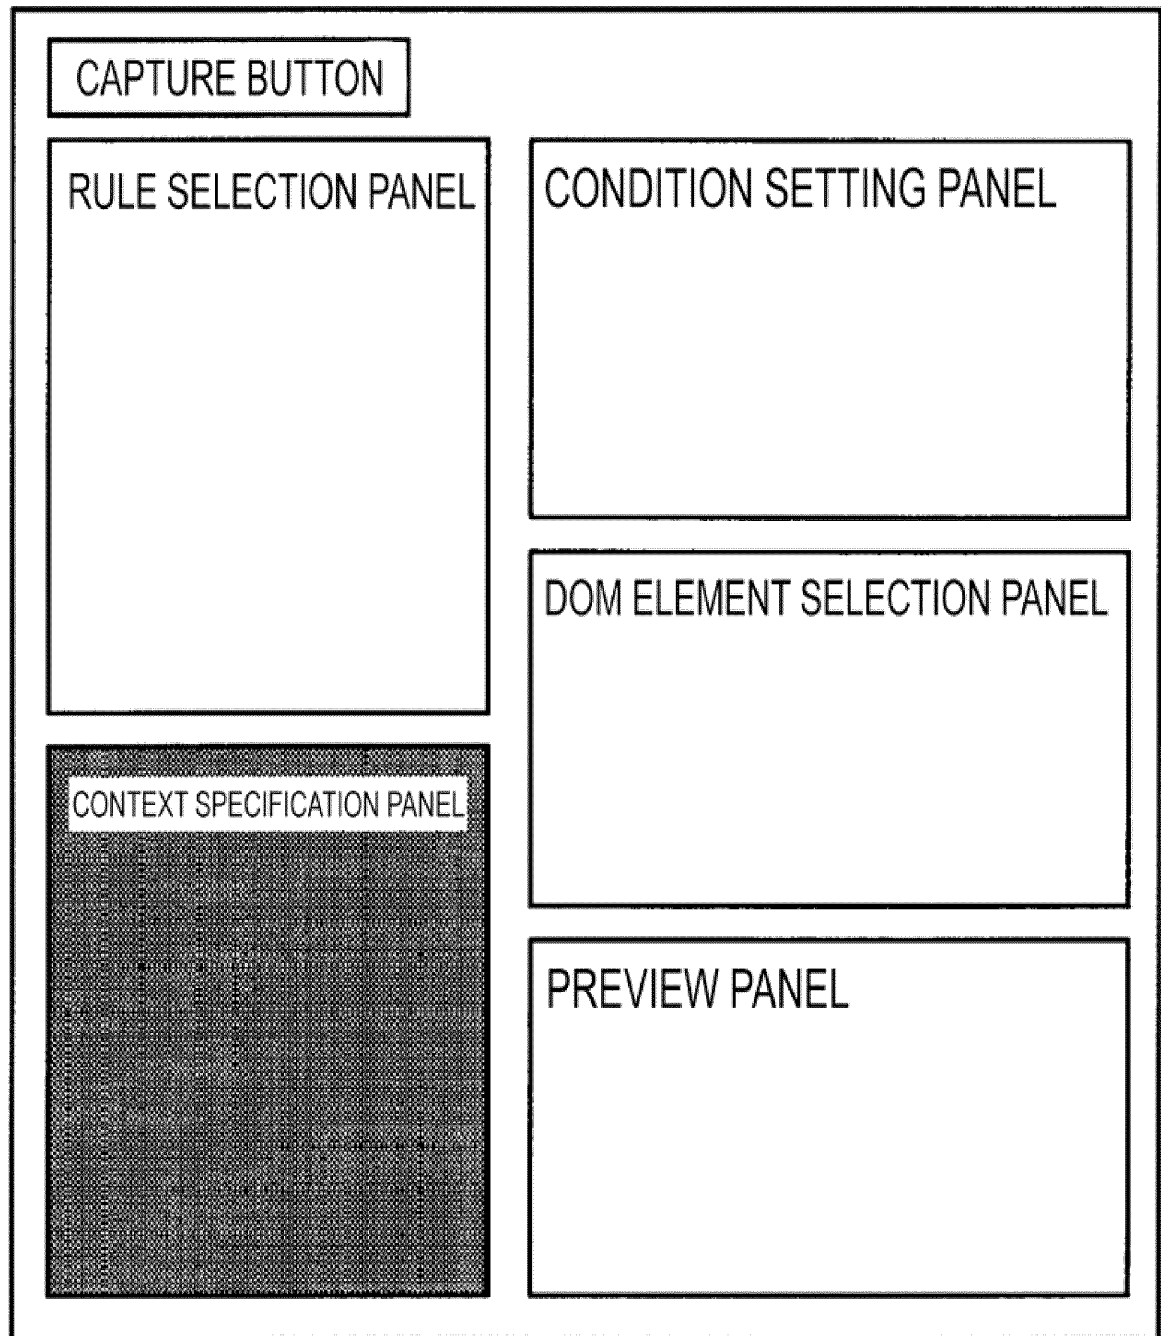 CAPTURE BUTTON
RULE SELECTION PANEL
CONDITION SETTING PANEL
DOM ELEMENT SELECTION PANEL
CONTEXT SPECIFICATION PANEL
PREVIEW PANEL